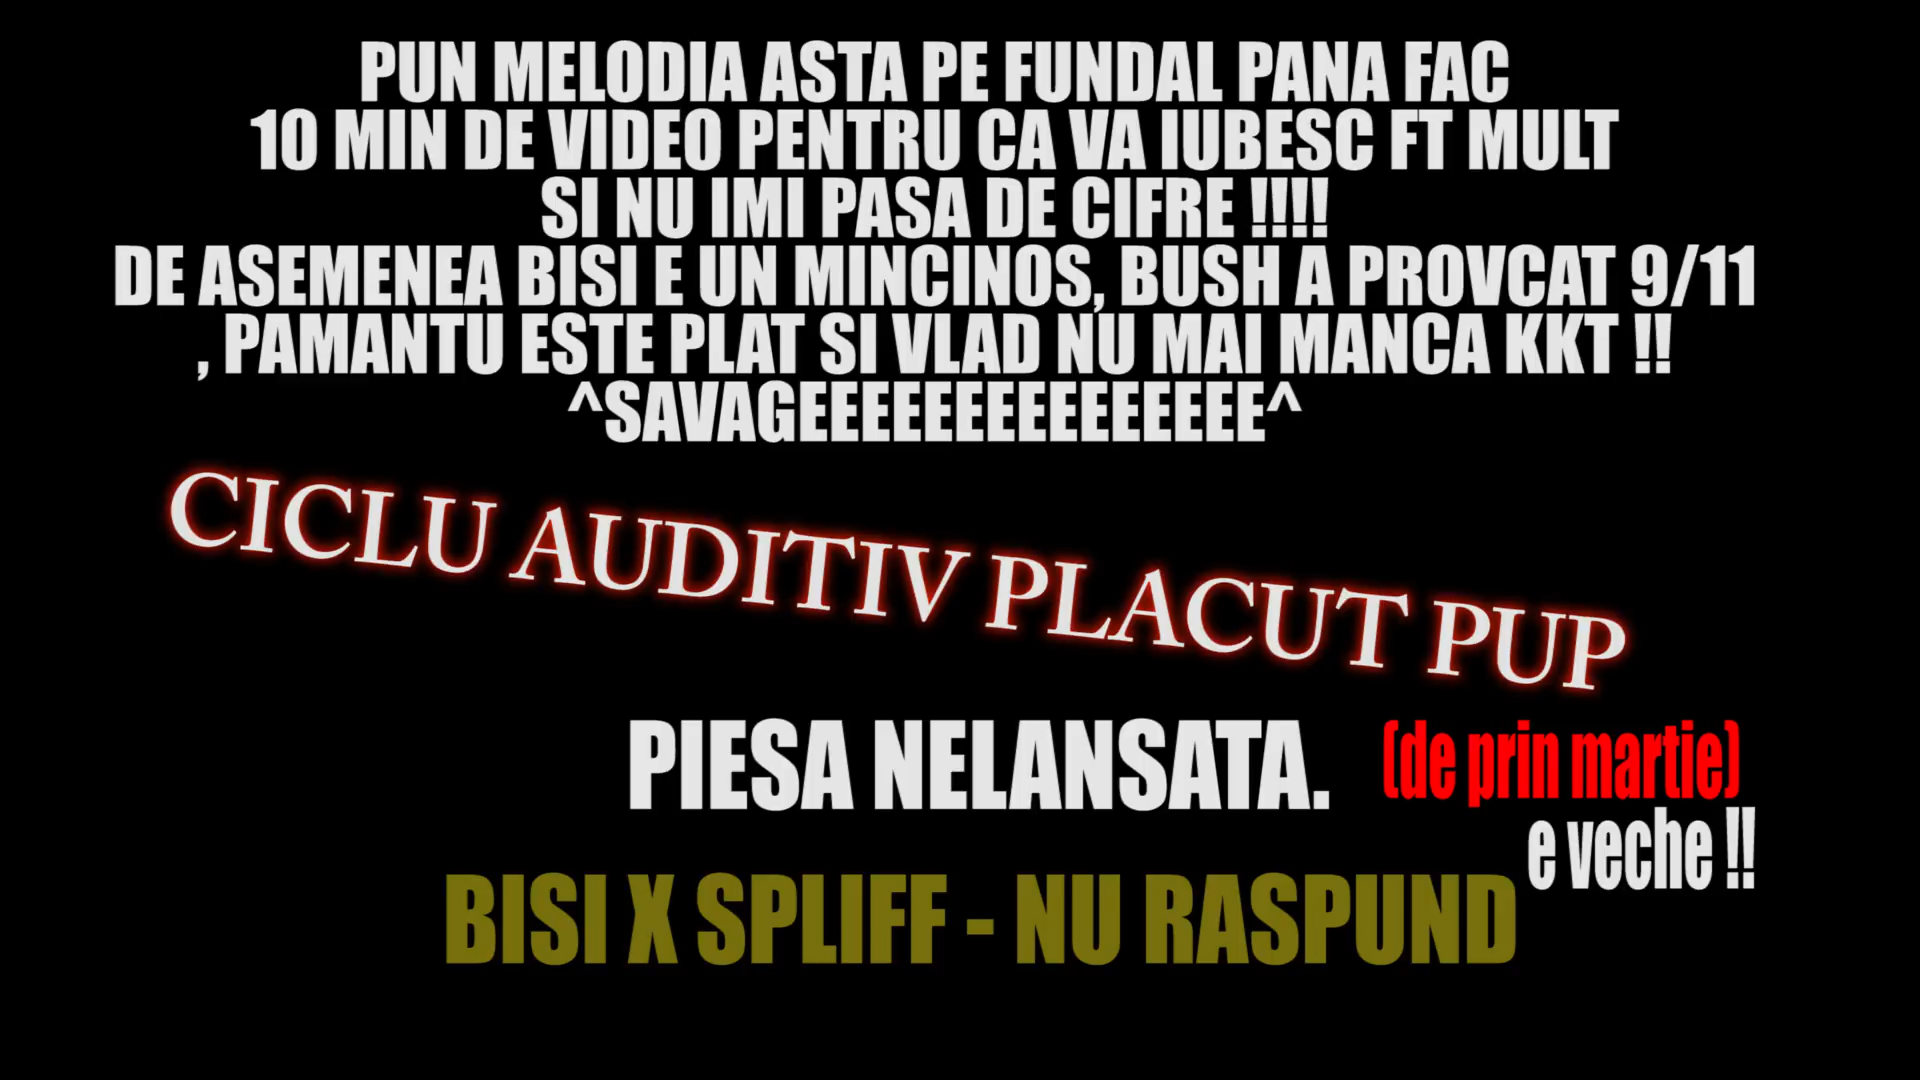 PUN MELODIA ASTA PE FUNDAL PANA FAC
10 MIN DE VIDEO PENTRU CA VA IUBESC FT MULT
SI NU IMI PASA DE CIFRE !!!!
DE ASEMENEA BISI E UN MINCINOS, BUSH A PROVCAT 9/11
, PAMANTU ESTE PLAT SI VLAD NU MAI MANCA KKT !!
^SAVAGEEEEEEEEEEEEEEE^
CICLU AUDITIV PLACUT PUP
PIESA NELANSATA. (de prin martie)
e veche !!
BISI X SPLIFF - NU RASPUND